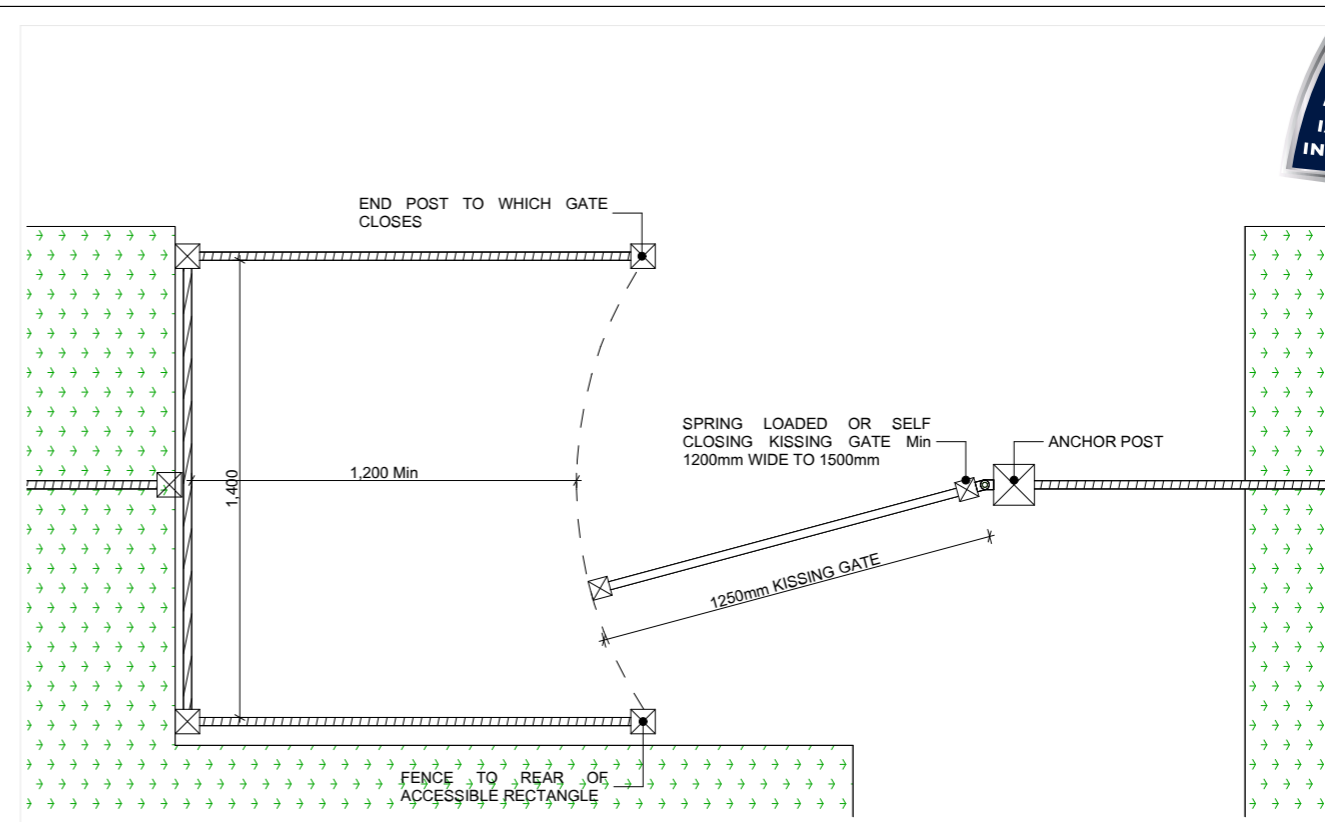 END POST TO WHICH GATE
CLOSES
SPRING LOADED OR SELF
CLOSING KISSING GATE Min
1200mm WIDE TO 1500mm
ANCHOR POST
1,200 Min
1,400
1250mm KISSING GATE
FENCE TO REAR OF
ACCESSIBLE RECTANGLE